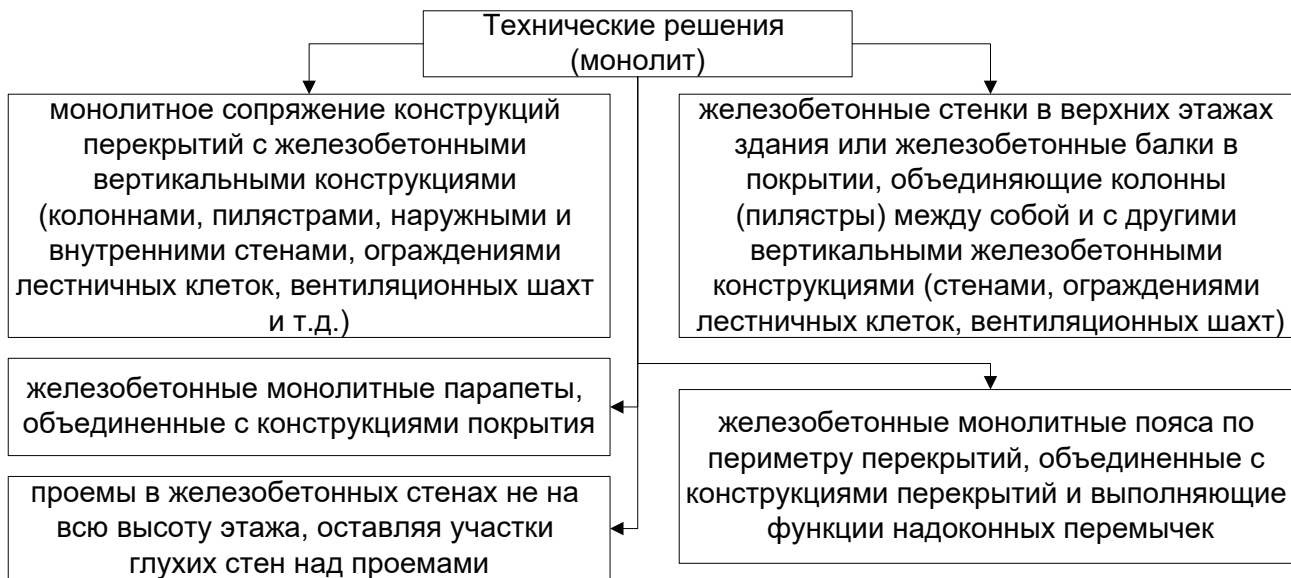 Технические решения
(монолит)
монолитное сопряжение конструкций
перекрытий с железобетонными
вертикальными конструкциями
(колоннами, пилястрами, наружными и
внутренними стенами, ограждениями
лестничных клеток, вентиляционных шахт
и т.д.)
железобетонные стенки в верхних этажах
здания или железобетонные балки в
покрытии, объединяющие колонны
(пилястры) между собой и с другими
вертикальными железобетонными
конструкциями (стенами, ограждениями
лестничных клеток, вентиляционных шахт)
железобетонные монолитные парапеты,
объединенные с конструкциями покрытия
железобетонные монолитные пояса по
периметру перекрытий, объединенные с
конструкциями перекрытий и выполняющие
функции надоконных перемычек
проемы в железобетонных стенах не на
всю высоту этажа, оставляя участки
глухих стен над проемами